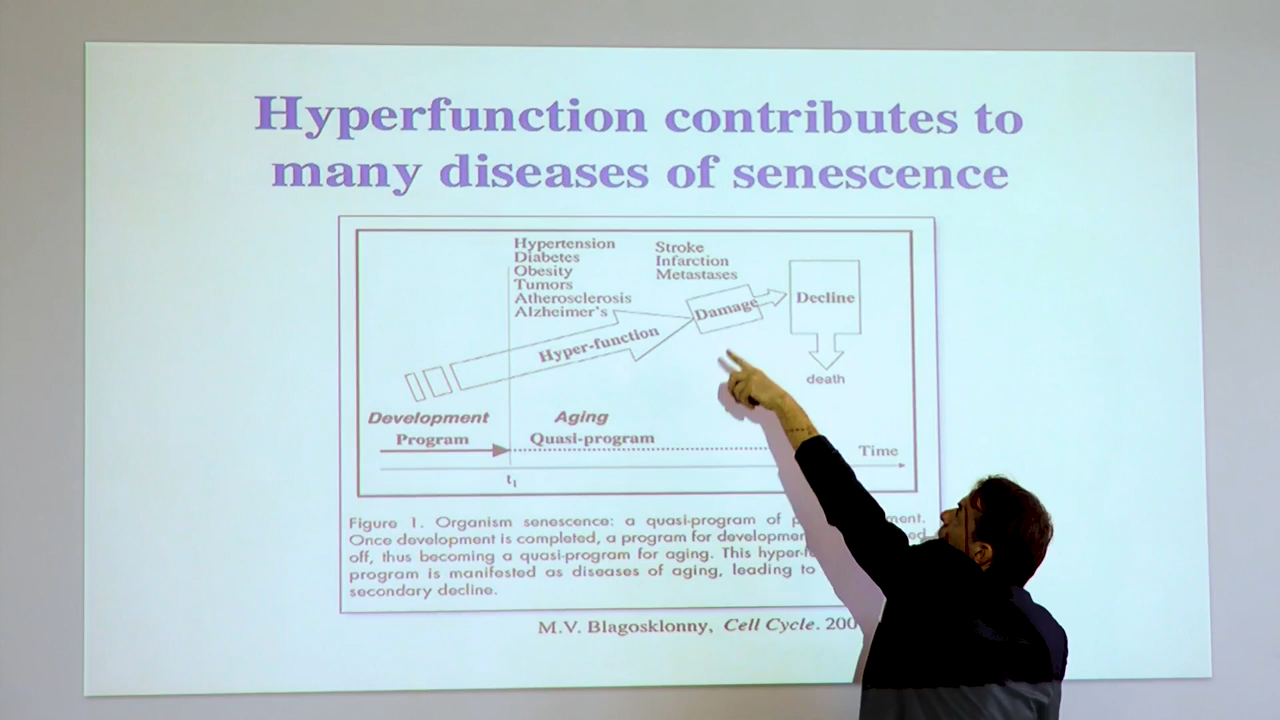 Hyperfunction contributes to
many diseases of senescence
Hypertension
Diabetes
Obesity
Tumors
Atherosclerosis
Alzheimer's
Stroke
Infarction
Metastases
Damage
Decline
Hyper-function
death
Development
Program
Aging
Quasi-program
Time
t1
Figure 1. Organism senescence: a quasi-program of
Once development is completed, a program for
off, thus becoming a quasi-program for aging. This
program is manifested as diseases of aging, leading to
secondary decline.
M.V. Blagosklonny, Cell Cycle.